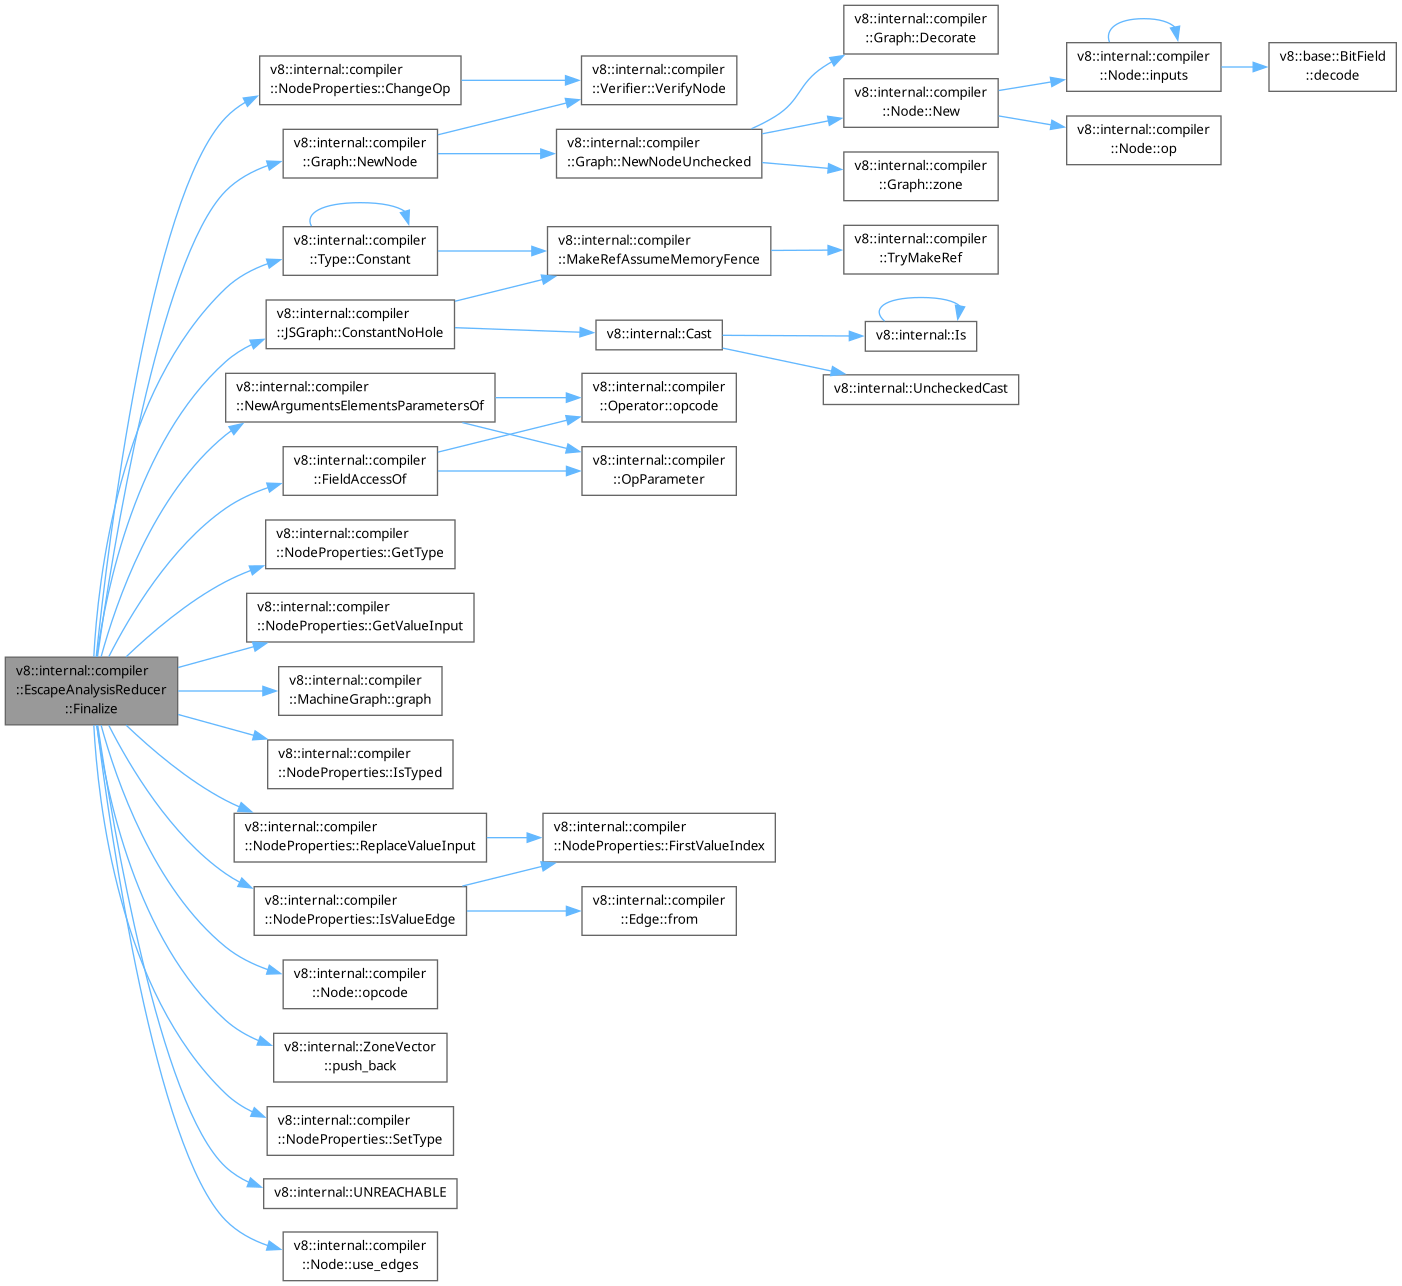 v8::internal::compiler
::EscapeAnalysisReducer
::Finalize
v8::internal::compiler
::NodeProperties::ChangeOp
v8::internal::compiler
::Verifier::VerifyNode
v8::internal::compiler
::Graph::NewNode
v8::internal::compiler
::Graph::NewNodeUnchecked
v8::internal::compiler
::Graph::Decorate
v8::internal::compiler
::Node::New
v8::internal::compiler
::Node::inputs
v8::base::BitField
::decode
v8::internal::compiler
::Node::op
v8::internal::compiler
::Graph::zone
v8::internal::compiler
::Type::Constant
v8::internal::compiler
::MakeRefAssumeMemoryFence
v8::internal::compiler
::TryMakeRef
v8::internal::compiler
::JSGraph::ConstantNoHole
v8::internal::Cast
v8::internal::Is
v8::internal::UncheckedCast
v8::internal::compiler
::NewArgumentsElementsParametersOf
v8::internal::compiler
::Operator::opcode
v8::internal::compiler
::OpParameter
v8::internal::compiler
::FieldAccessOf
v8::internal::compiler
::NodeProperties::GetType
v8::internal::compiler
::NodeProperties::GetValueInput
v8::internal::compiler
::MachineGraph::graph
v8::internal::compiler
::NodeProperties::IsTyped
v8::internal::compiler
::NodeProperties::ReplaceValueInput
v8::internal::compiler
::NodeProperties::FirstValueIndex
v8::internal::compiler
::NodeProperties::IsValueEdge
v8::internal::compiler
::Edge::from
v8::internal::compiler
::Node::opcode
v8::internal::ZoneVector
::push_back
v8::internal::compiler
::NodeProperties::SetType
v8::internal::UNREACHABLE
v8::internal::compiler
::Node::use_edges